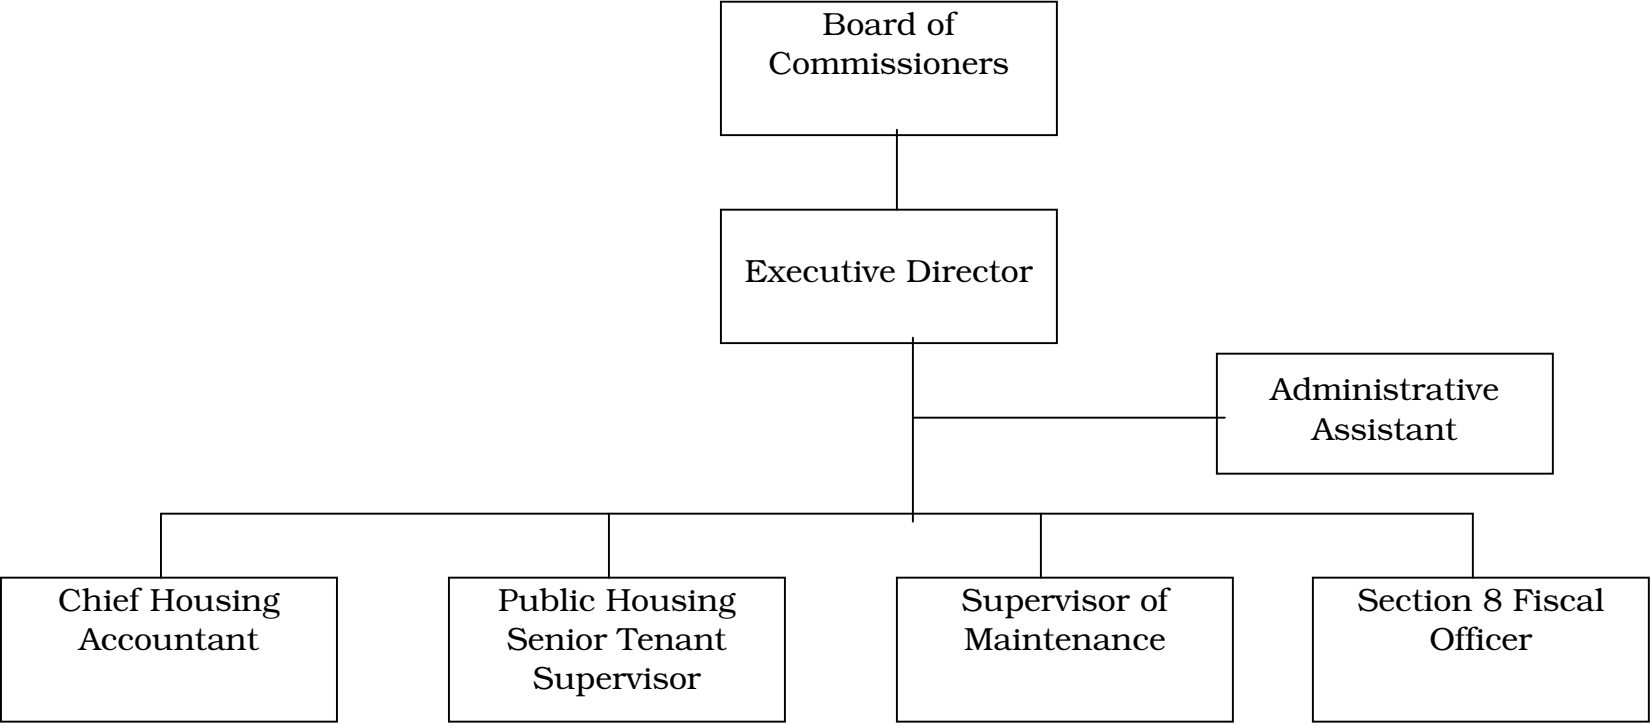 Board of
Commissioners
Executive Director
Administrative
Assistant
Chief Housing
Accountant
Public Housing
Senior Tenant
Supervisor
Supervisor of
Maintenance
Section 8 Fiscal
Officer